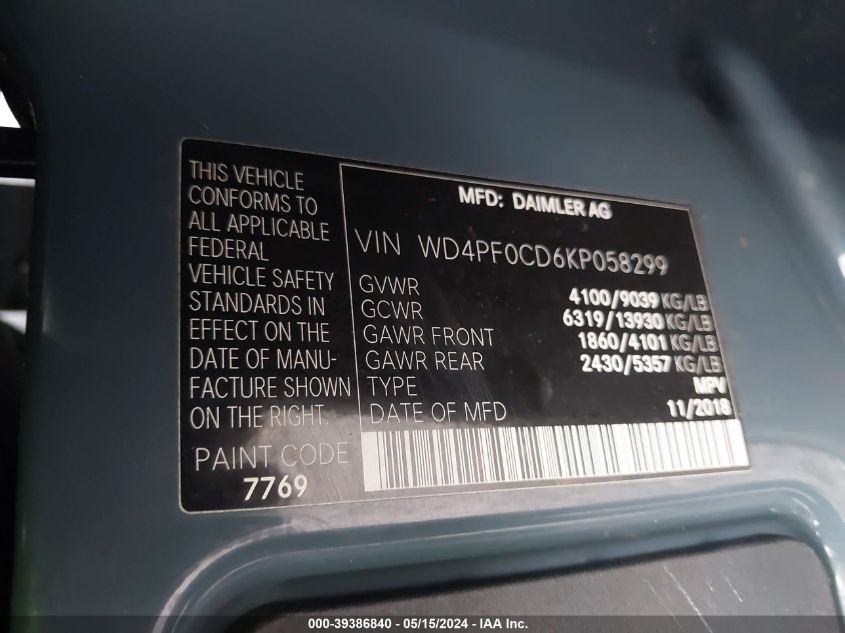 THIS VEHICLE
CONFORMS TO
ALL APPLICABLE
FEDERAL
VEHICLE SAFETY
STANDARDS IN
EFFECT ON THE
DATE OF MANU-
FACTURE SHOWN
ON THE RIGHT.
PAINT CODE
7769
MFD: DAIMLER AG
VIN WD4PF0CD6KP058299
GVWR 4100/9039 KG/LB
GCWR 6319/13930 KG/LB
GAWR FRONT 1860/4101 KG/LB
GAWR REAR 2430/5357 KG/LB
TYPE MPV
DATE OF MFD 11/2018
000-39386840 - 05/15/2024 - IAA Inc.